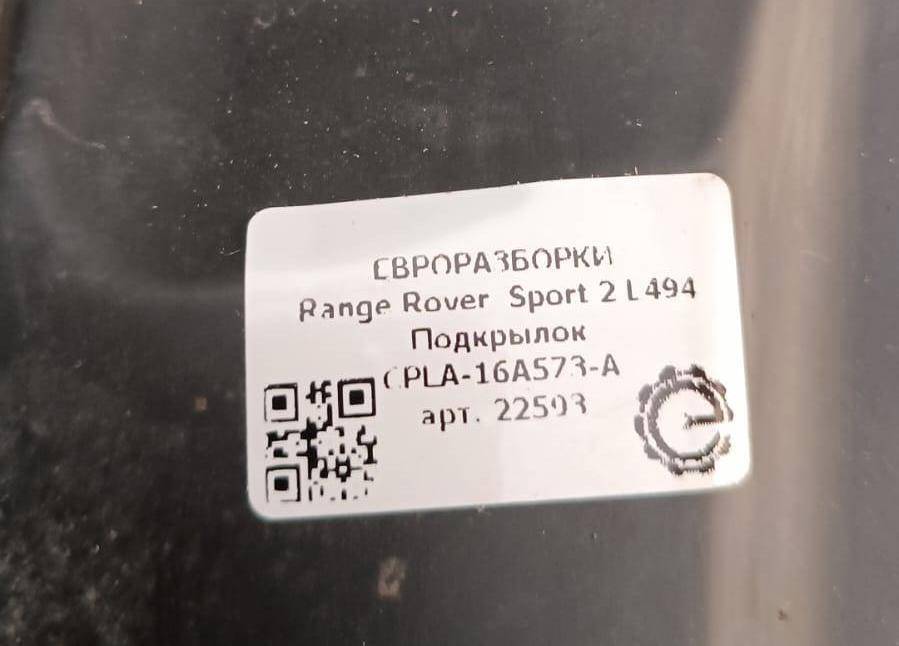 ЕВРОРАЗБОРКИ
Range Rover Sport 2 L494
Подкрылок
CPLA-16A573-A
арт. 22593